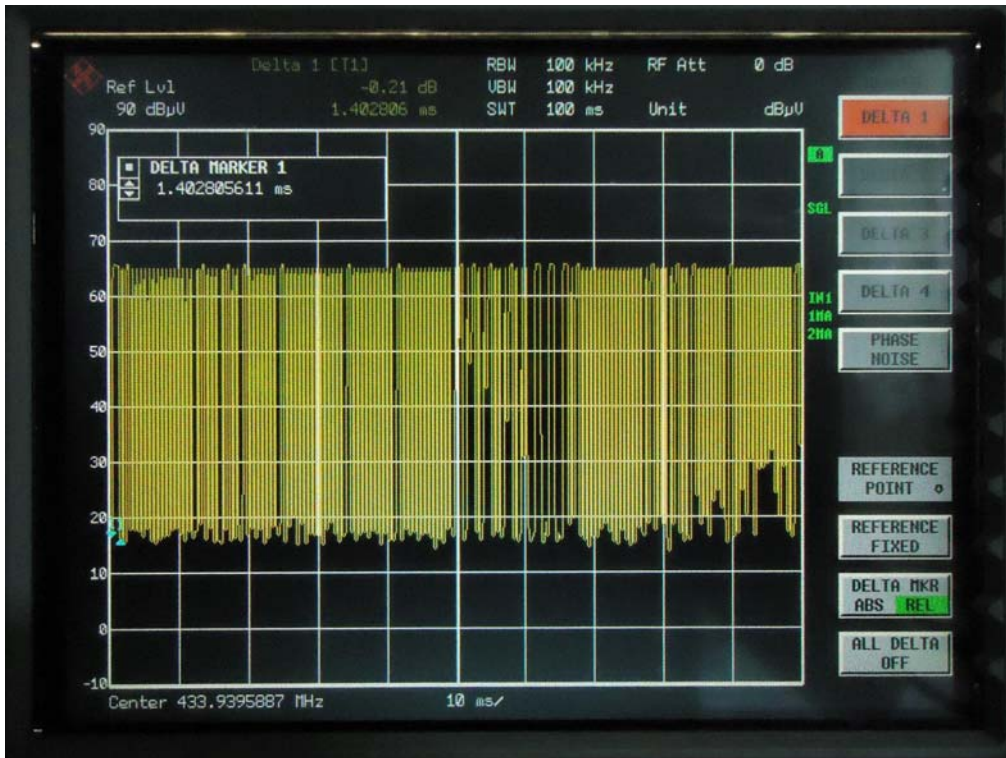 Delta 1 [T1] RBW 100 kHz RF Att 0 dB
Ref Lvl -0.21 dB VBW 100 kHz
90 dBµV 1.402806 ms SWT 100 ms Unit dBµV
DELTA 1
90
A
DELTA MARKER 1
80
1.402805611 ms
SGL
70
DELTA 3
60
IN1
DELTA 4
1MA
2MA
PHASE
NOISE
50
40
30
REFERENCE
POINT
20
1
REFERENCE
FIXED
10
DELTA MKR
ABS REL
0
ALL DELTA
OFF
-10
Center 433.9395887 MHz 10 ms/